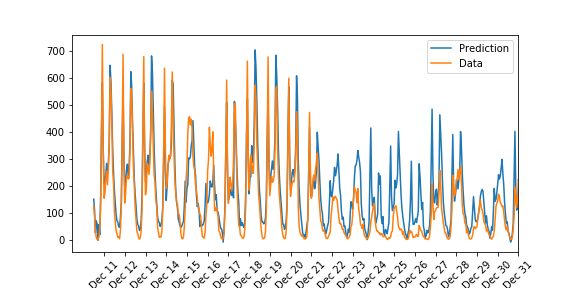 700
600
500
400
300
200
100
0
Prediction
Data
Dec 11
Dec 12
Dec 13
Dec 14
Dec 15
Dec 16
Dec 17
Dec 18
Dec 19
Dec 20
Dec 21
Dec 22
Dec 23
Dec 24
Dec 25
Dec 26
Dec 27
Dec 28
Dec 29
Dec 30
Dec 31